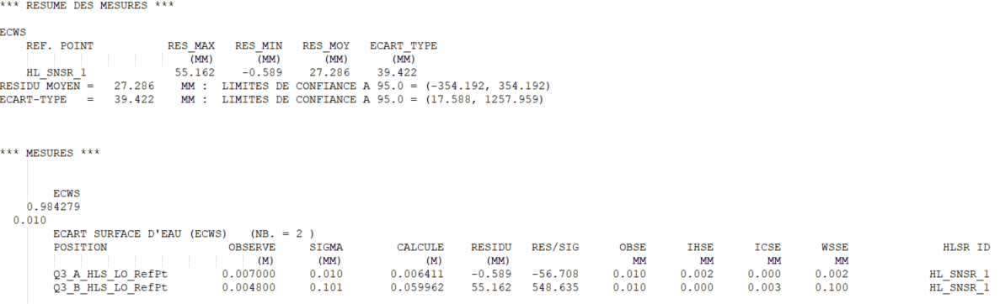 *** RESUME DES MESURES ***
ECWS
REF. POINT RES_MAX RES_MIN RES_MOY ECART_TYPE
(MM) (MM) (MM) (MM)
HL_SNSR_1 55.162 -0.589 27.286 39.422
RESIDU MOYEN = 27.286 MM : LIMITES DE CONFIANCE A 95.0 = (-354.192, 354.192)
ECART-TYPE = 39.422 MM : LIMITES DE CONFIANCE A 95.0 = (17.588, 1257.959)
*** MESURES ***
ECWS
0.984279
0.010
ECART SURFACE D'EAU (ECWS) (NB. = 2 )
POSITION OBSERVE SIGMA CALCULE RESIDU RES/SIG OBSE IHSE ICSE WSSE HLSR ID
(M) (MM) (M) (MM) MM MM MM MM
Q3_A_HLS_LO_RefPt 0.007000 0.010 0.006411 -0.589 -56.708 0.010 0.002 0.000 0.002 HL_SNSR_1
Q3_B_HLS_LO_RefPt 0.004800 0.101 0.059962 55.162 548.635 0.010 0.000 0.003 0.100 HL_SNSR_1